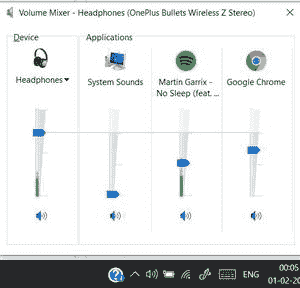 Volume Mixer - Headphones (OnePlus Bullets Wireless Z Stereo)
Device
Applications
Headphones
System Sounds
Martin Garrix -
No Sleep (feat. ...
Google Chrome
ENG
00:05
01-02-20